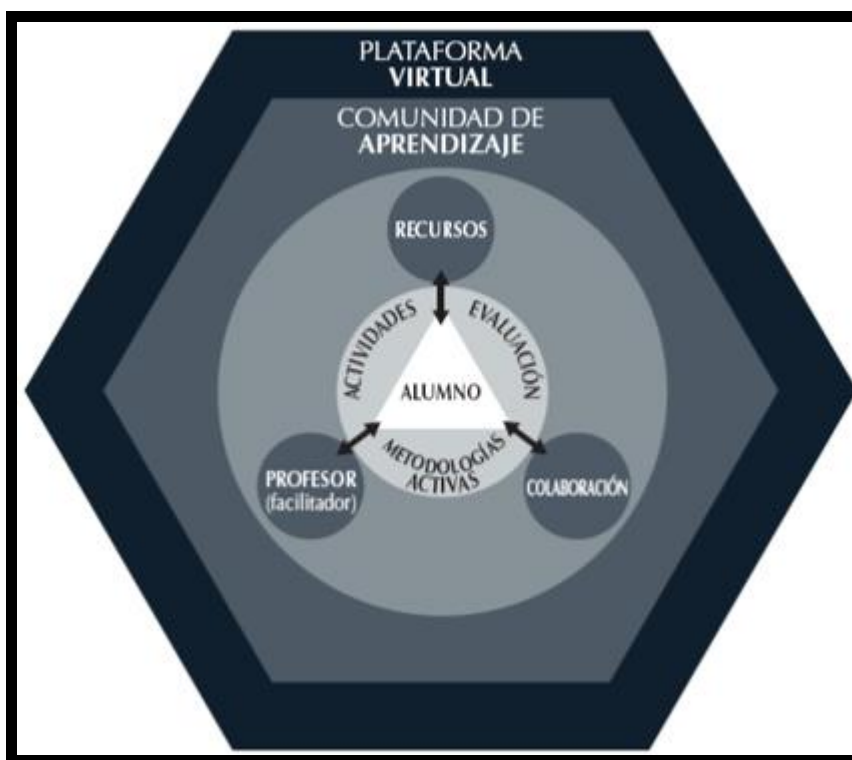 PLATAFORMA
VIRTUAL
COMUNIDAD DE
APRENDIZAJE
RECURSOS
ACTIVIDADES
EVALUACIÓN
ALUMNO
METODOLOGÍAS
ACTIVAS
PROFESOR
(facilitador)
COLABORACIÓN